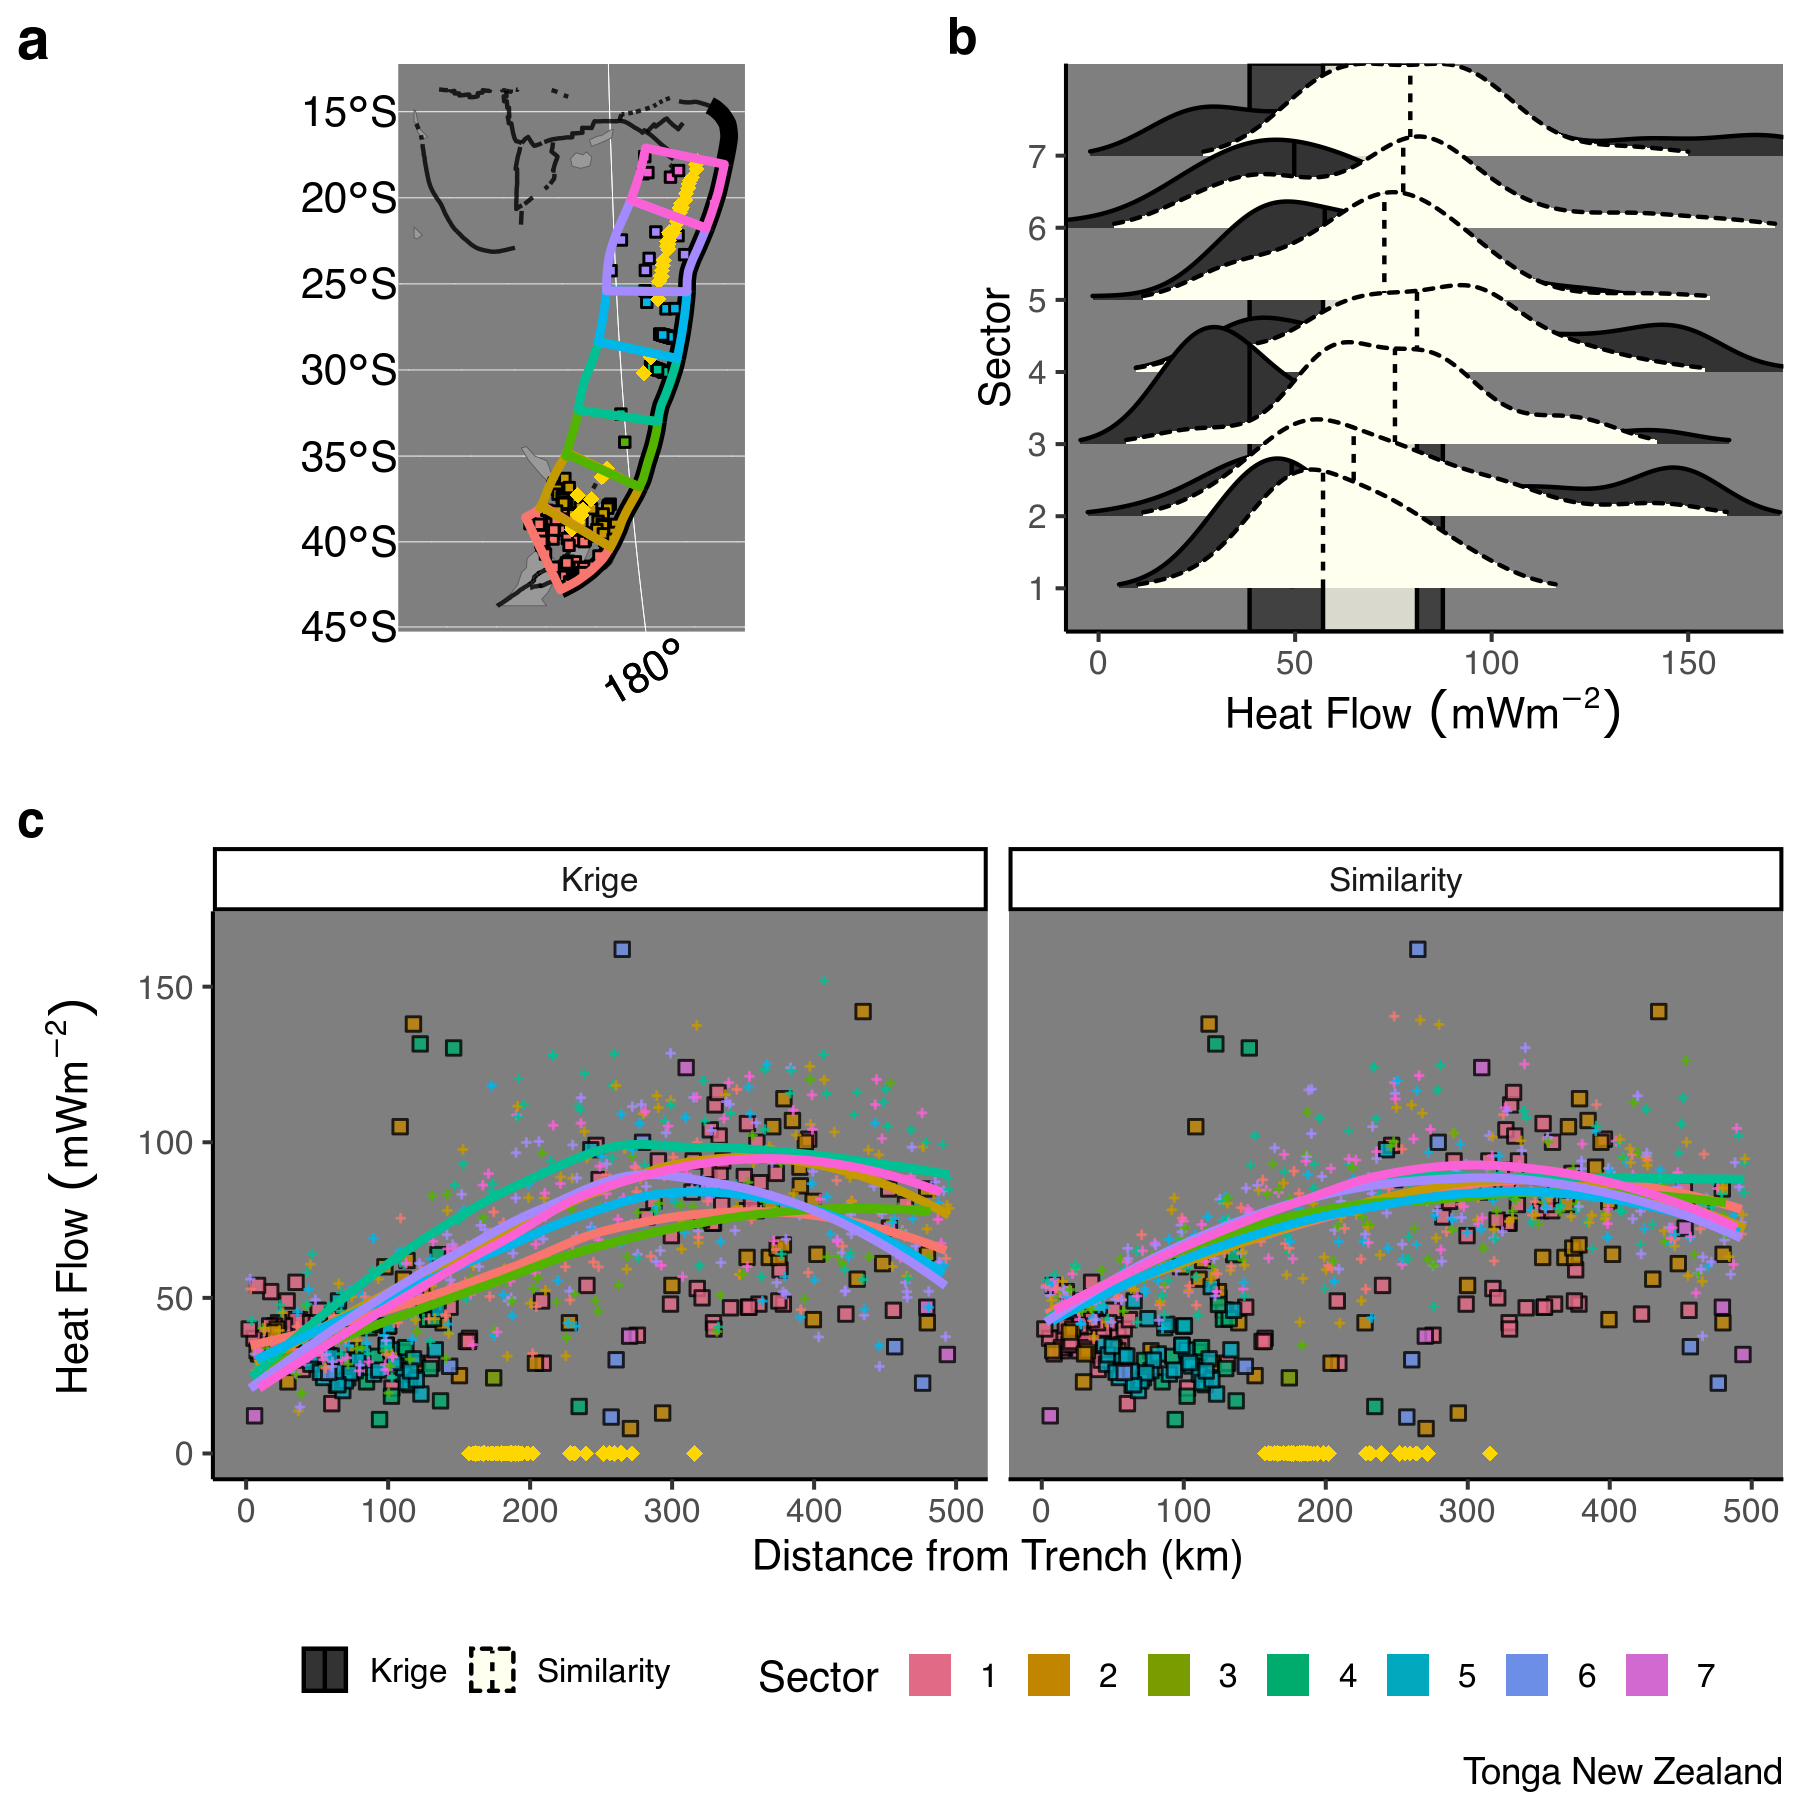 a
15°S
20°S
25°S
30°S
35°S
40°S
45°S
180°
b
Sector
7
6
5
4
3
2
1
0 50 100 150
Heat Flow (mWm−2)
c
Krige Similarity
Heat Flow (mWm−2)
150
100
50
0
0 100 200 300 400 500 0 100 200 300 400 500
Distance from Trench (km)
Krige Similarity Sector 1 2 3 4 5 6 7
Tonga New Zealand